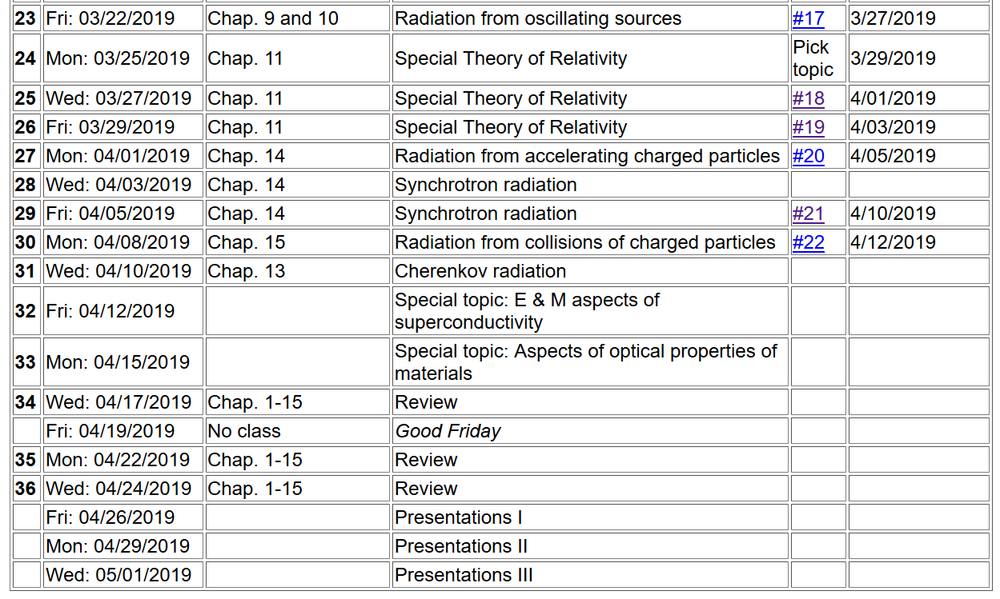 23 Fri: 03/22/2019 Chap. 9 and 10 Radiation from oscillating sources #17 3/27/2019
24 Mon: 03/25/2019 Chap. 11 Special Theory of Relativity Pick topic 3/29/2019
25 Wed: 03/27/2019 Chap. 11 Special Theory of Relativity #18 4/01/2019
26 Fri: 03/29/2019 Chap. 11 Special Theory of Relativity #19 4/03/2019
27 Mon: 04/01/2019 Chap. 14 Radiation from accelerating charged particles #20 4/05/2019
28 Wed: 04/03/2019 Chap. 14 Synchrotron radiation
29 Fri: 04/05/2019 Chap. 14 Synchrotron radiation #21 4/10/2019
30 Mon: 04/08/2019 Chap. 15 Radiation from collisions of charged particles #22 4/12/2019
31 Wed: 04/10/2019 Chap. 13 Cherenkov radiation
32 Fri: 04/12/2019 Special topic: E & M aspects of
superconductivity
33 Mon: 04/15/2019 Special topic: Aspects of optical properties of
materials
34 Wed: 04/17/2019 Chap. 1-15 Review
Fri: 04/19/2019 No class Good Friday
35 Mon: 04/22/2019 Chap. 1-15 Review
36 Wed: 04/24/2019 Chap. 1-15 Review
Fri: 04/26/2019 Presentations I
Mon: 04/29/2019 Presentations II
Wed: 05/01/2019 Presentations III